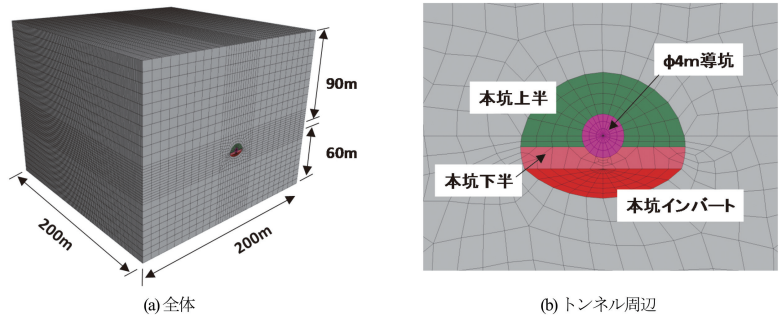 90m
60m
200m
200m
(a) 全体
φ4m導坑
本坑上半
本坑下半
本坑インバート
(b) トンネル周辺